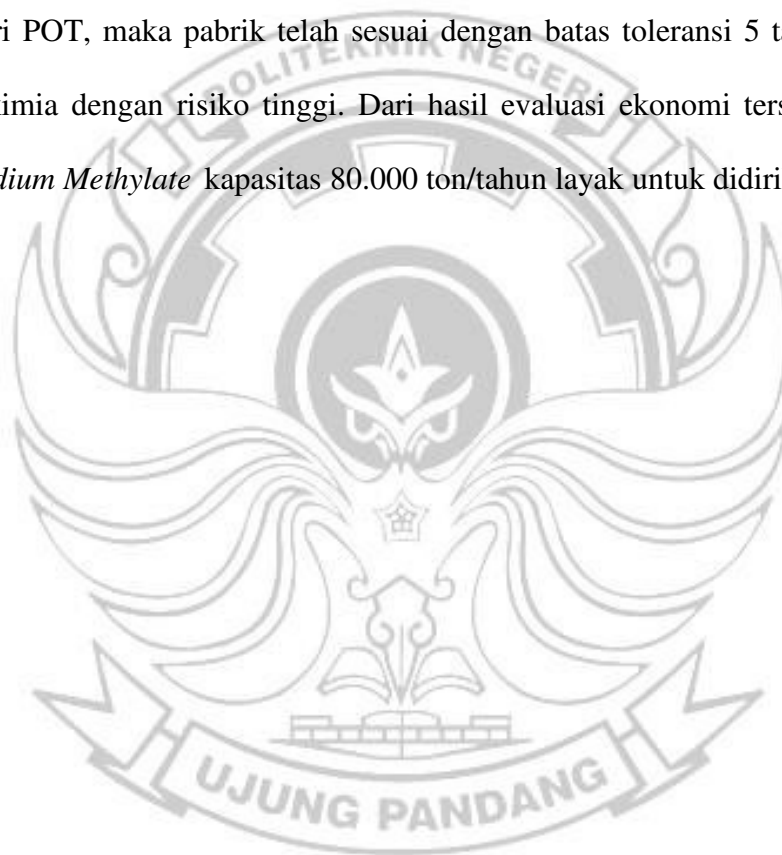 ri POT, maka pabrik telah sesuai dengan batas toleransi 5 t
POLITEKNIK NEGERI
kimia dengan risiko tinggi. Dari hasil evaluasi ekonomi ters
dium Methylate kapasitas 80.000 ton/tahun layak untuk didiri
UJUNG PANDANG